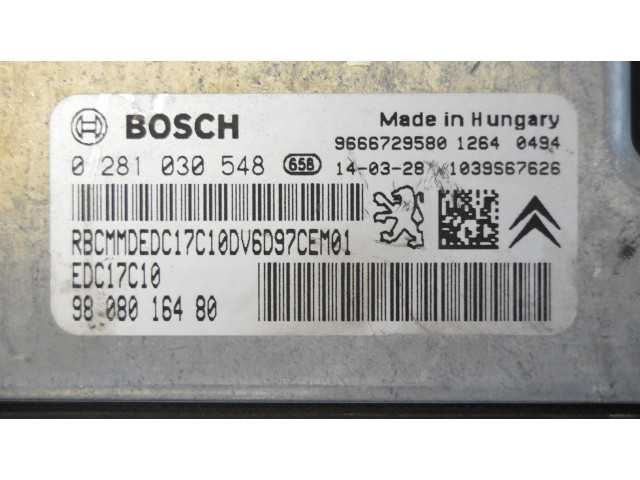 BOSCH
Made in Hungary
9666729580 1264 0494
0 281 030 548 658 14-03-28 1039S67626
RBCMMDEDC17C10DV6D97CEM01
EDC17C10
98 080 164 80